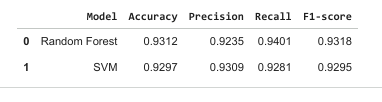 Model Accuracy Precision Recall F1-score
0 Random Forest 0.9312 0.9235 0.9401 0.9318
1 SVM 0.9297 0.9309 0.9281 0.9295